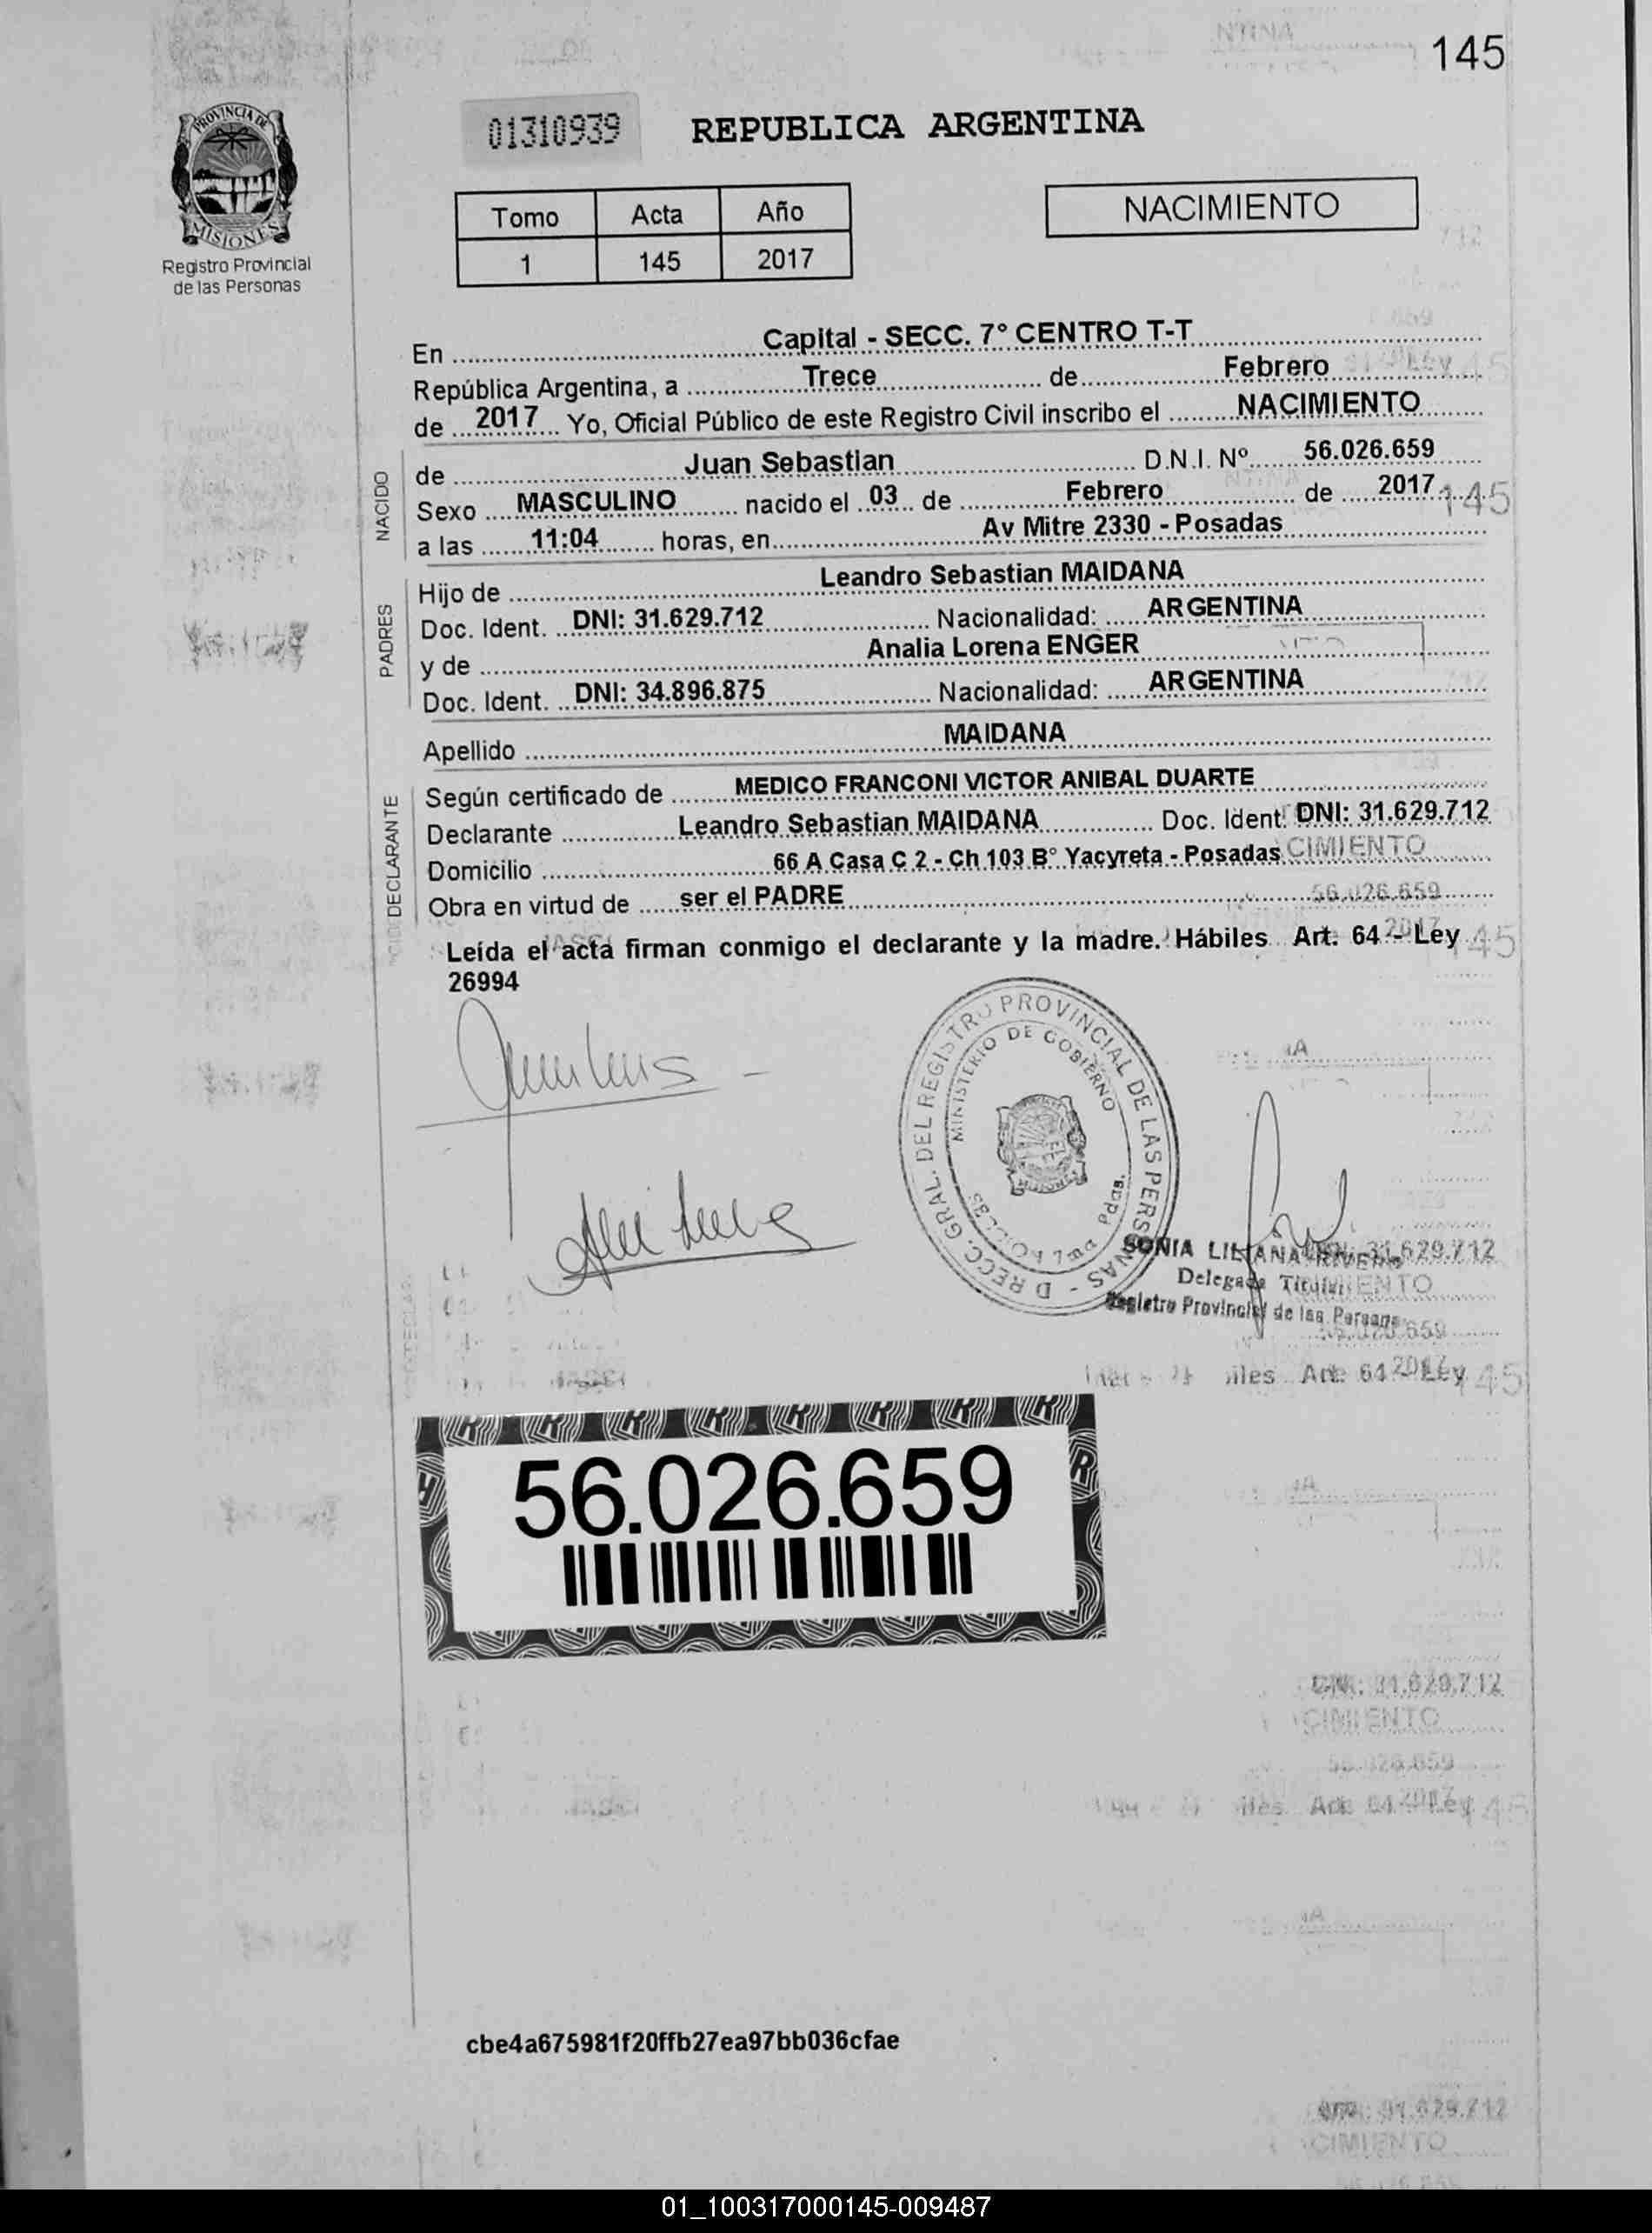 145
PROVINCIA DE
MISIONES
Registro Provincial
de las Personas
01310939 REPUBLICA ARGENTINA
Tomo Acta Año
1 145 2017
NACIMIENTO
En Capital - SECC. 7° CENTRO T-T
República Argentina, a Trece de Febrero
de 2017 Yo, Oficial Público de este Registro Civil inscribo el NACIMIENTO
NACIDO
de Juan Sebastian D.N.I. Nº 56.026.659
Sexo MASCULINO nacido el 03 de Febrero de 2017
a las 11:04 horas, en Av Mitre 2330 - Posadas
PADRES
Hijo de Leandro Sebastian MAIDANA
Doc. Ident. DNI: 31.629.712 Nacionalidad: ARGENTINA
y de Analia Lorena ENGER
Doc. Ident. DNI: 34.896.875 Nacionalidad: ARGENTINA
Apellido MAIDANA
DECLARANTE
Según certificado de MEDICO FRANCONI VICTOR ANIBAL DUARTE
Declarante Leandro Sebastian MAIDANA Doc. Ident. DNI: 31.629.712
Domicilio 66 A Casa C 2 - Ch 103 B° Yacyreta - Posadas
Obra en virtud de ser el PADRE
Leída el acta firman conmigo el declarante y la madre. Hábiles Art. 64 - Ley
26994
GRAL. DEL REGISTRO PROVINCIAL DE LAS PERSONAS
MINISTERIO DE GOBIERNO
Pdas.
SONIA LILIANA
Delegada Titular
Registro Provincial de las Personas
56.026.659
cbe4a675981f20ffb27ea97bb036cfae
01_100317000145-009487